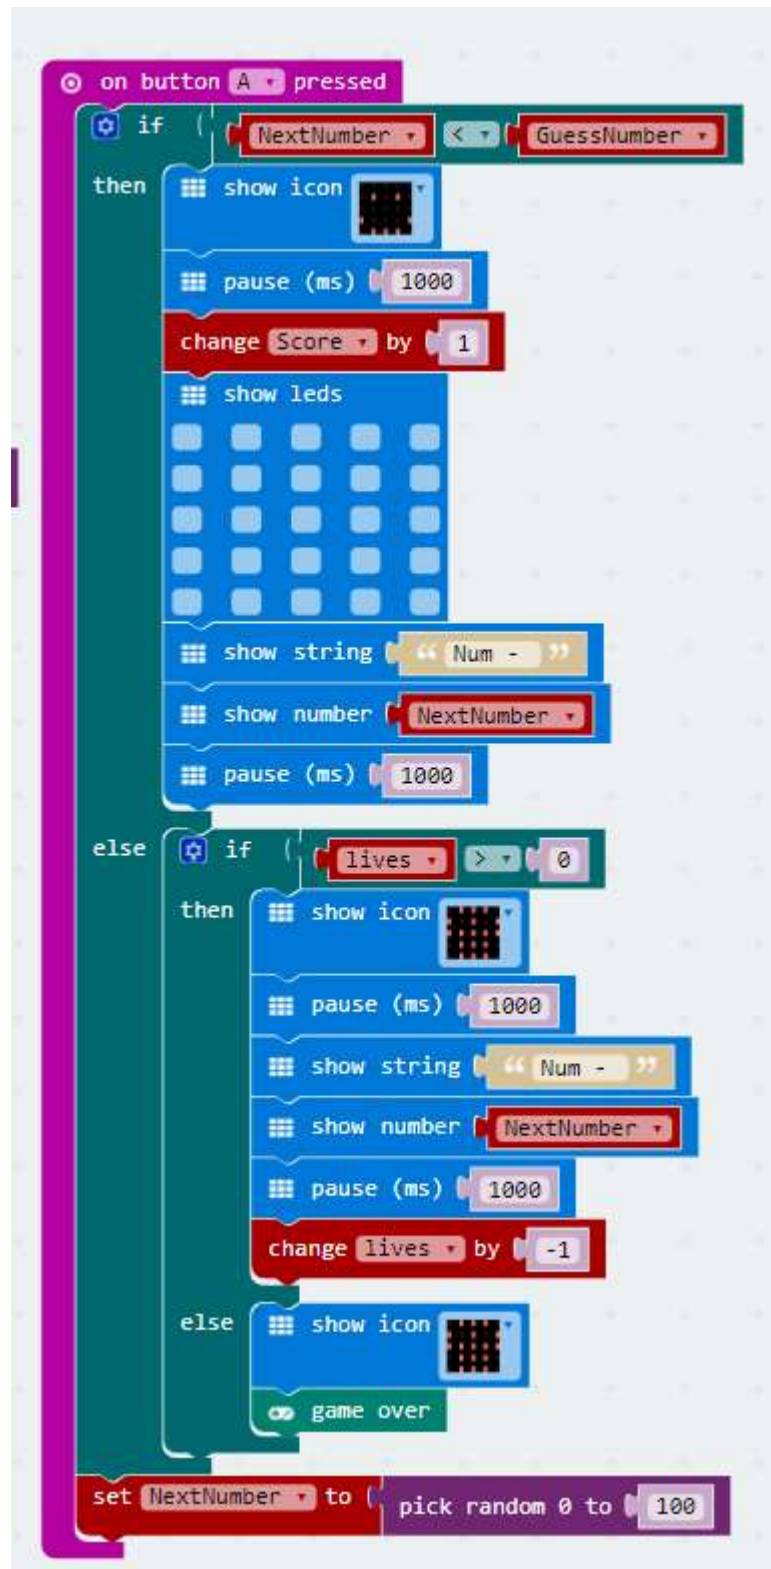 on button A pressed
if NextNumber < GuessNumber
then show icon
pause (ms) 1000
change Score by 1
show leds
show string “ Num - ”
show number NextNumber
pause (ms) 1000
else if lives > 0
then show icon
pause (ms) 1000
show string “ Num - ”
show number NextNumber
pause (ms) 1000
change lives by -1
else show icon
game over
set NextNumber to pick random 0 to 100